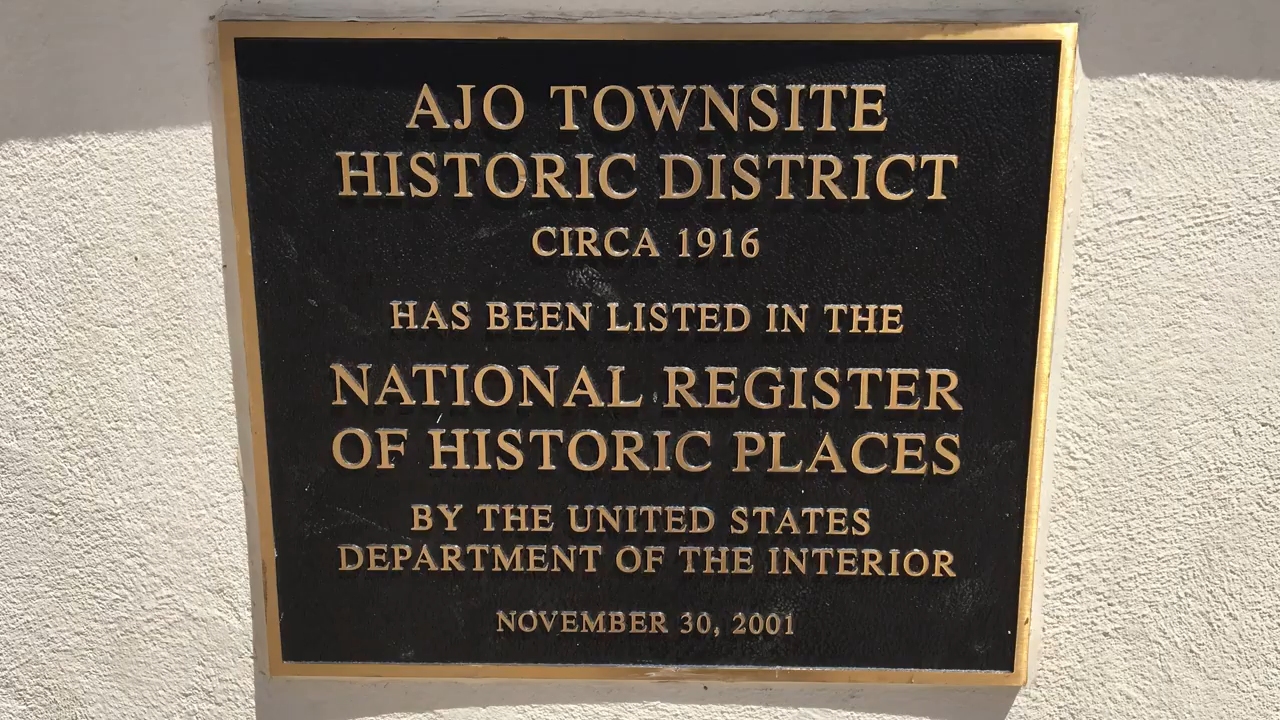 AJO TOWNSITE
HISTORIC DISTRICT
CIRCA 1916
HAS BEEN LISTED IN THE
NATIONAL REGISTER
OF HISTORIC PLACES
BY THE UNITED STATES
DEPARTMENT OF THE INTERIOR
NOVEMBER 30, 2001